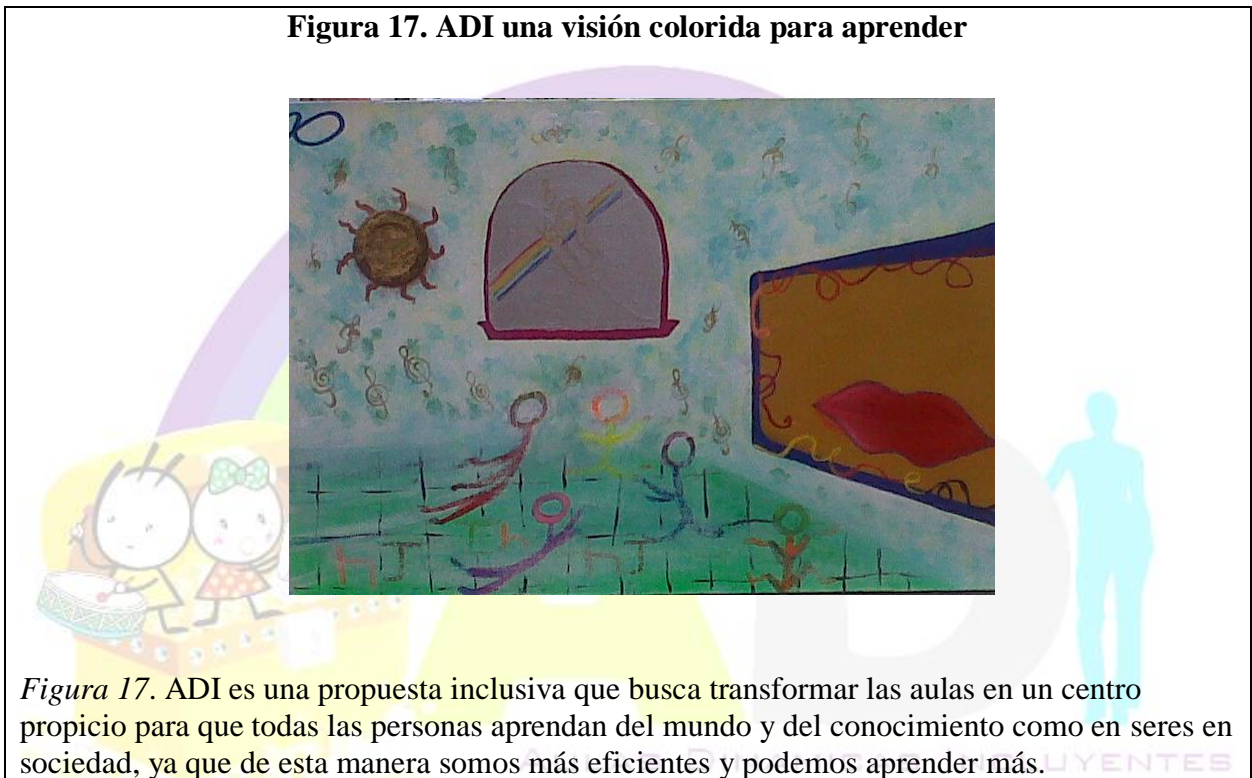 Figura 17. ADI una visión colorida para aprender
Figura 17. ADI es una propuesta inclusiva que busca transformar las aulas en un centro
propicio para que todas las personas aprendan del mundo y del conocimiento como en seres en
sociedad, ya que de esta manera somos más eficientes y podemos aprender más.